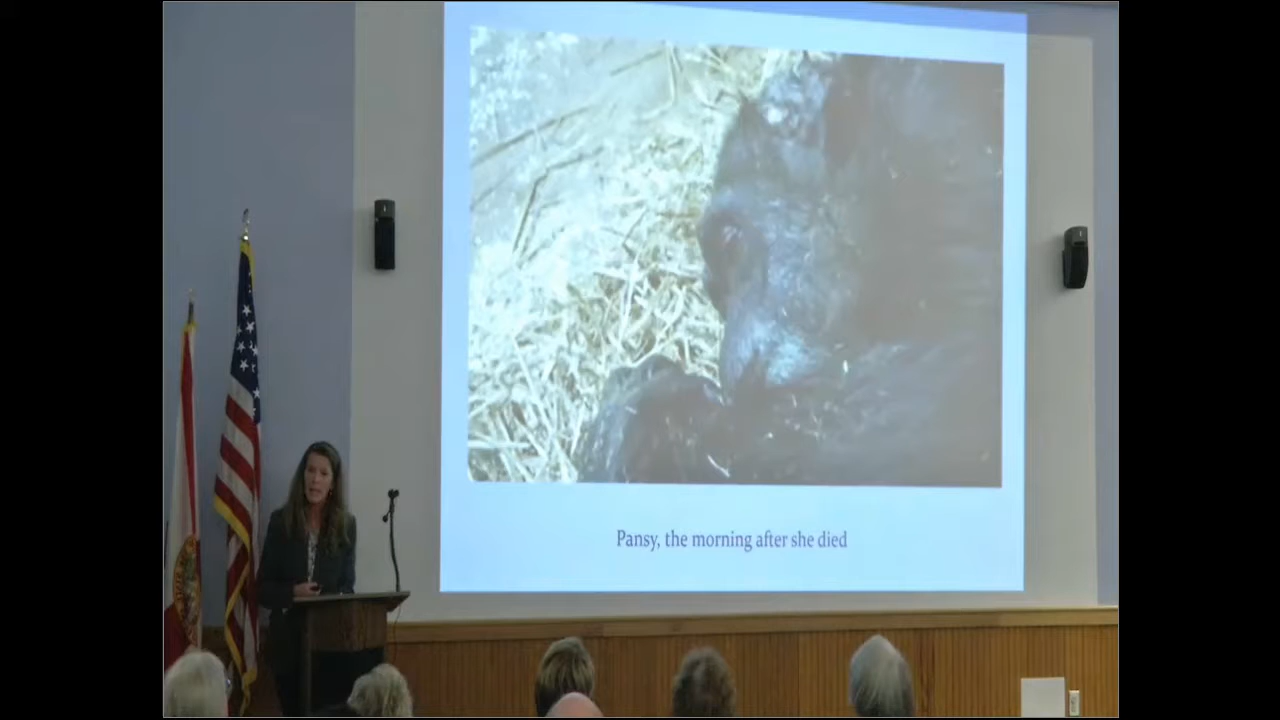 Pansy, the morning after she died